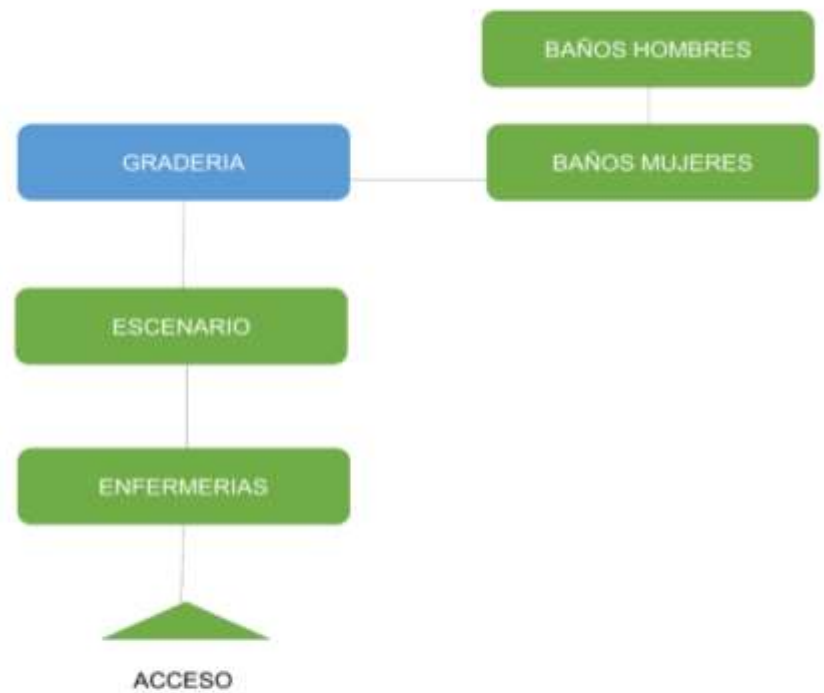 BAÑOS HOMBRES
GRADERIA
BAÑOS MUJERES
ESCENARIO
ENFERMERIAS
ACCESO